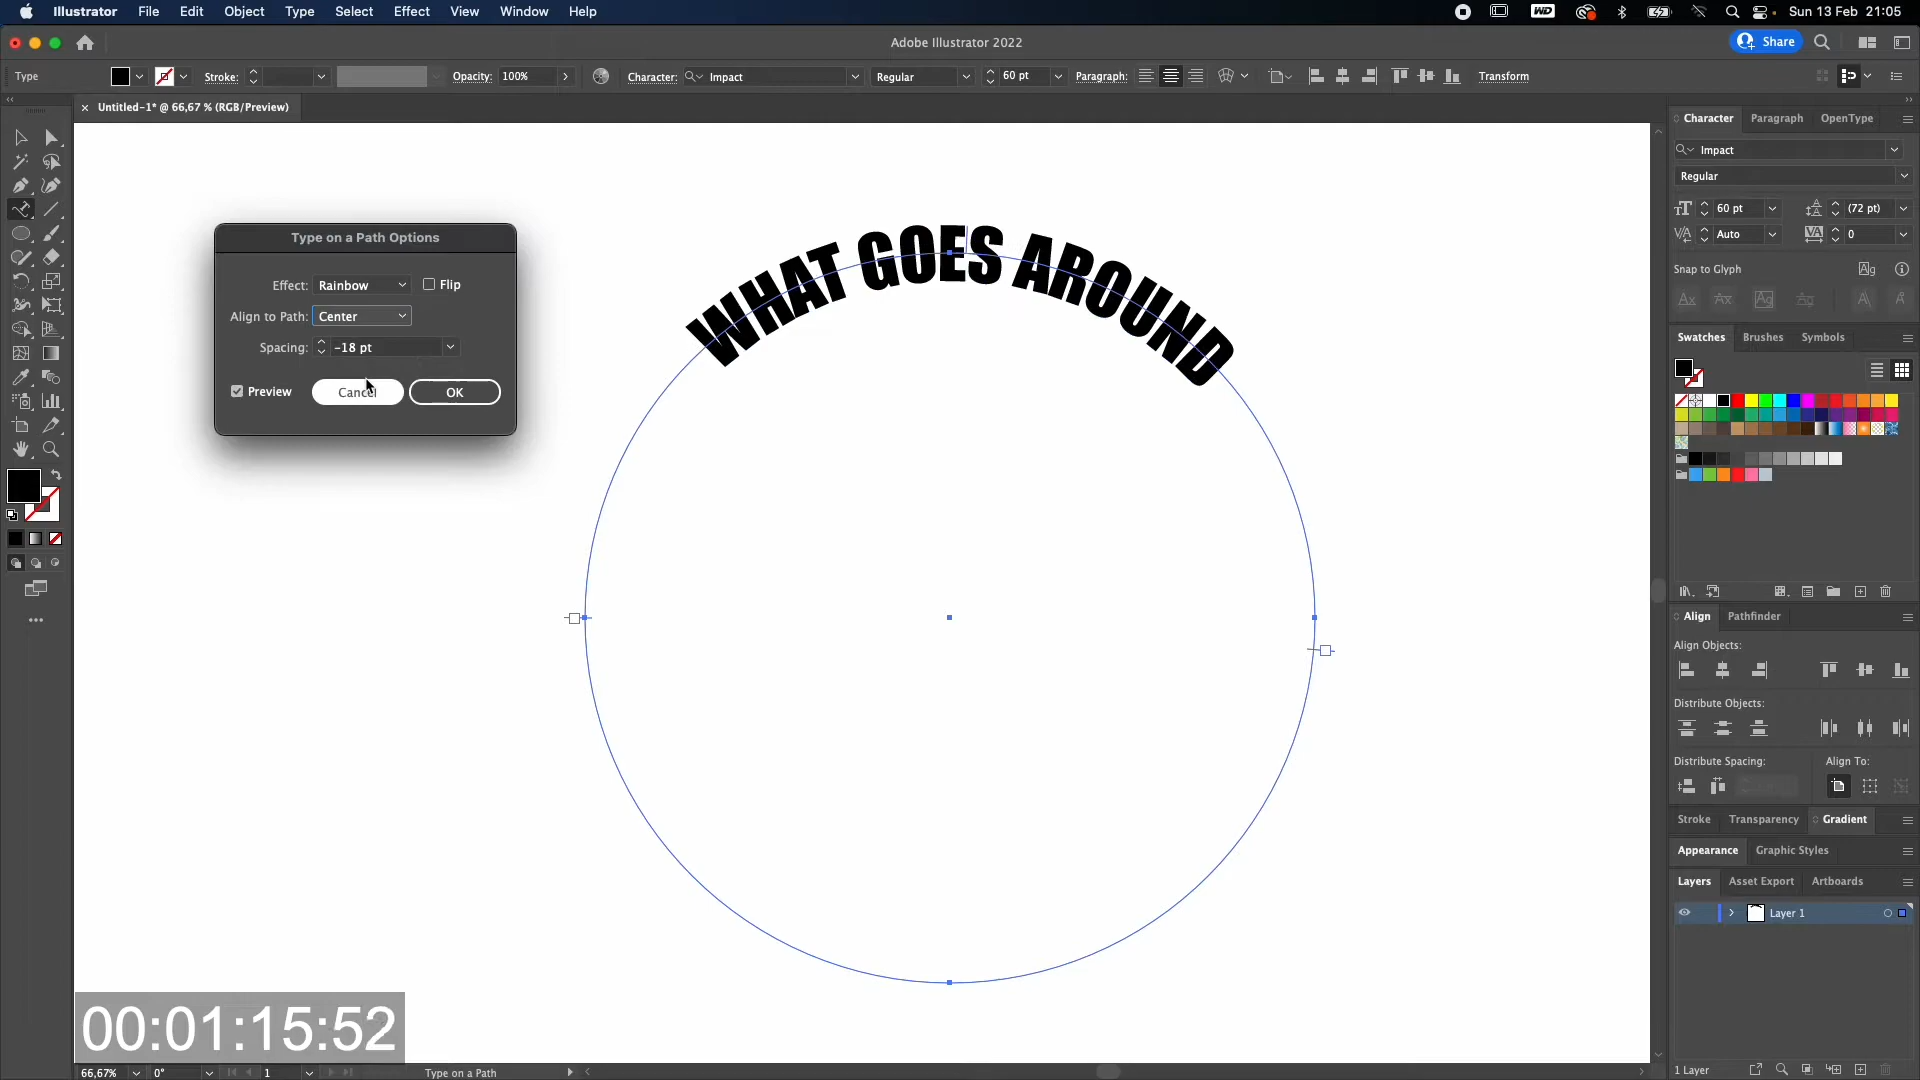 Illustrator File Edit Object Type Select Effect View Window Help
WD
Sun 13 Feb 21:05
Adobe Illustrator 2022
Share
Type
Stroke:
Opacity: 100%
Character: Impact
Regular
60 pt
Paragraph:
Transform
× Untitled-1* @ 66,67 % (RGB/Preview)
WHAT GOES AROUND
Type on a Path Options
Effect: Rainbow
Flip
Align to Path: Center
Spacing: -18 pt
Preview
Cancel
OK
Character Paragraph OpenType
Impact
Regular
60 pt
(72 pt)
Auto
0
Snap to Glyph
Swatches Brushes Symbols
Align Pathfinder
Align Objects:
Distribute Objects:
Distribute Spacing:
Align To:
Stroke Transparency Gradient
Appearance Graphic Styles
Layers Asset Export Artboards
Layer 1
1 Layer
00:01:15:52
66,67%
0°
1
Type on a Path